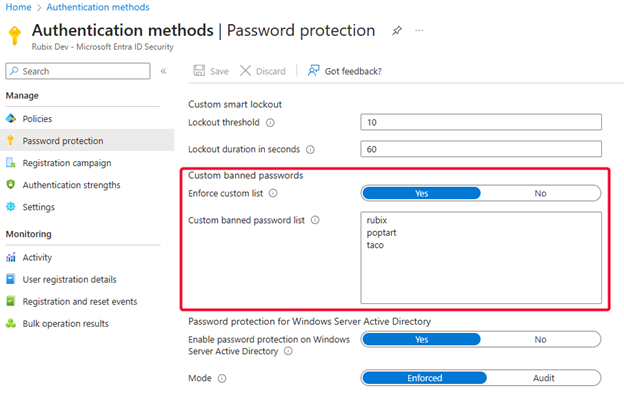 Home > Authentication methods
Authentication methods | Password protection
Rubix Dev - Microsoft Entra ID Security
Search
Save Discard Got feedback?
Manage
Policies
Password protection
Registration campaign
Authentication strengths
Settings
Monitoring
Activity
User registration details
Registration and reset events
Bulk operation results
Custom smart lockout
Lockout threshold 10
Lockout duration in seconds 60
Custom banned passwords
Enforce custom list Yes No
Custom banned password list rubix
poptart
taco
Password protection for Windows Server Active Directory
Enable password protection on Windows Yes No
Server Active Directory
Mode Enforced Audit